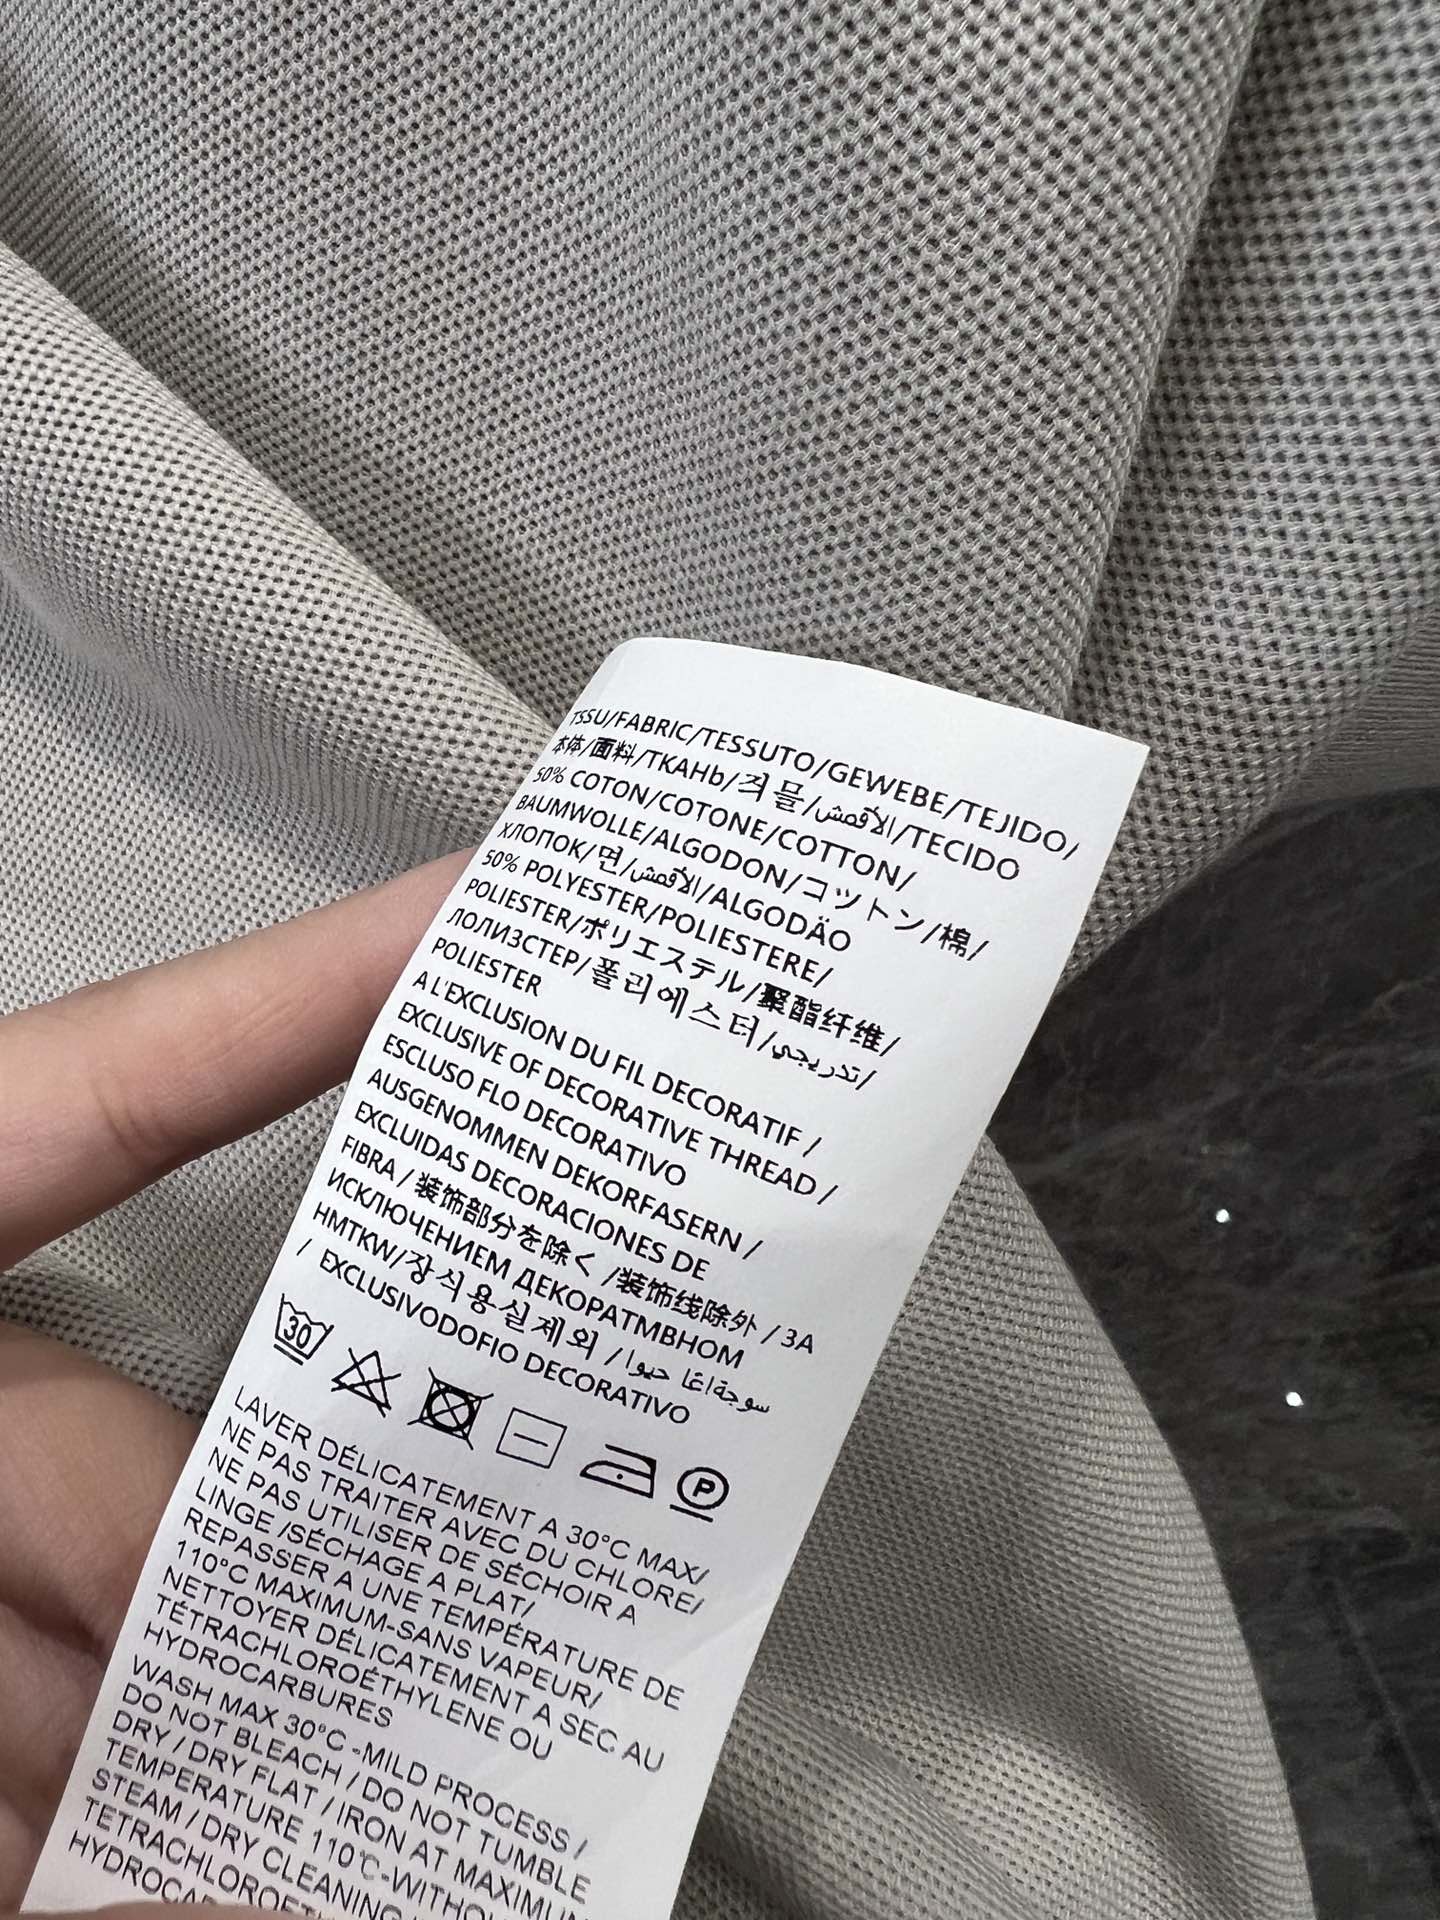 TSSU/FABRIC/TESSUTO/GEWEBE/TEJIDO/
本体/面料/TKAHb/직물/الأقمش/TECIDO
50% COTON/COTONE/COTTON/
BAUMWOLLE/ALGODON/コットン/棉/
ХЛОПОК/면/الأقمش/ALGODÄO
50% POLYESTER/POLIESTERE/
POLIESTER/ポリエステル/聚酯纤维/
ЛОЛИЗСТЕР/폴리에스터/تدريجي/
POLIESTER
A L'EXCLUSION DU FIL DECORATIF /
EXCLUSIVE OF DECORATIVE THREAD /
ESCLUSO FLO DECORATIVO
AUSGENOMMEN DEKORFASERN /
EXCLUIDAS DECORACIONES DE
FIBRA / 装饰部分を除く /装饰线除外 / 3A
ИСКЛЮЧЕНИЕМ ДЕКОРАТМВНОМ
HMTKW/장식용실제외 /
/ EXCLUSIVODOFIO DECORATIVO
30
P
LAVER DÉLICATEMENT A 30°C MAX/
NE PAS TRAITER AVEC DU CHLORE/
NE PAS UTILISER DE SÉCHOIR A
LINGE /SÉCHAGE A PLAT/
REPASSER A UNE TEMPÉRATURE DE
110°C MAXIMUM-SANS VAPEUR/
NETTOYER DÉLICATEMENT A SEC AU
TÉTRACHLOROÉTHYLENE OU
HYDROCARBURES
WASH MAX 30°C -MILD PROCESS /
DO NOT BLEACH / DO NOT TUMBLE
DRY / DRY FLAT / IRON AT MAXIMUM
TEMPERATURE 110℃-WITHOUT
STEAM / DRY CLEANING